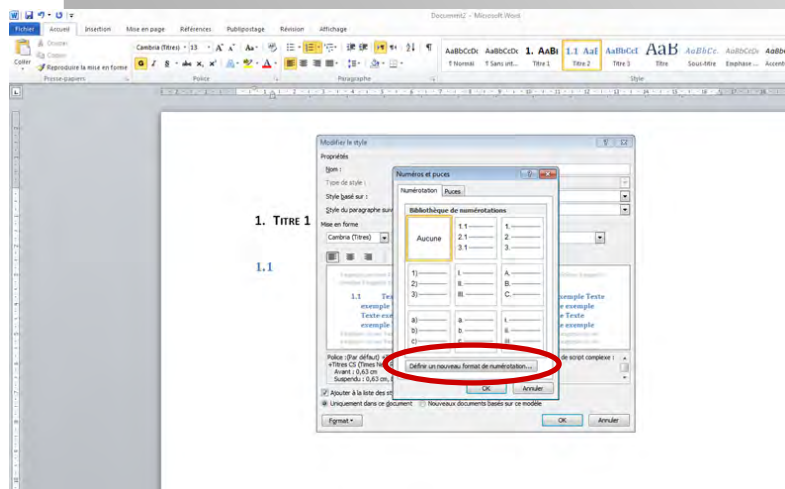 Document2 - Microsoft Word
Fichier Accueil Insertion Mise en page Références Publipostage Révision Affichage
Coller
Couper
Copier
Reproduire la mise en forme
Presse-papiers
Cambria (Titres) 13
Police
Paragraphe
AaBbCcDc AaBbCcDc 1. AABI 1.1 AaI AaBbCcI AaB AaBbCc. AaBbCcDc AaBbC
¶ Normal ¶ Sans int... Titre 1 Titre 2 Titre 3 Titre Sous-titre Emphase ... Accent
Style
1. TITRE 1
1.1
Modifier le style
Propriétés
Nom :
Type de style :
Style basé sur :
Style du paragraphe suiv
Mise en forme
Cambria (Titres)
1.1 Tex
exemple
Texte exe
exemple
exemple Texte
exemple
e Texte
e exemple
Police :(Par défaut) +T
de script complexe :
+Titres CS (Times Ne
Avant : 0,63 cm
Suspendu : 0,63 cm,
Ajouter à la liste des st
Uniquement dans ce document Nouveaux documents basés sur ce modèle
Format
OK Annuler
Numéros et puces
Numérotation Puces
Bibliothèque de numérotations
Aucune
1.1
2.1
3.1
1.
2.
3.
1)
2)
3)
I.
II.
III.
A.
B.
C.
a)
b)
c)
a.
b.
c.
i.
ii.
iii.
Définir un nouveau format de numérotation...
OK Annuler